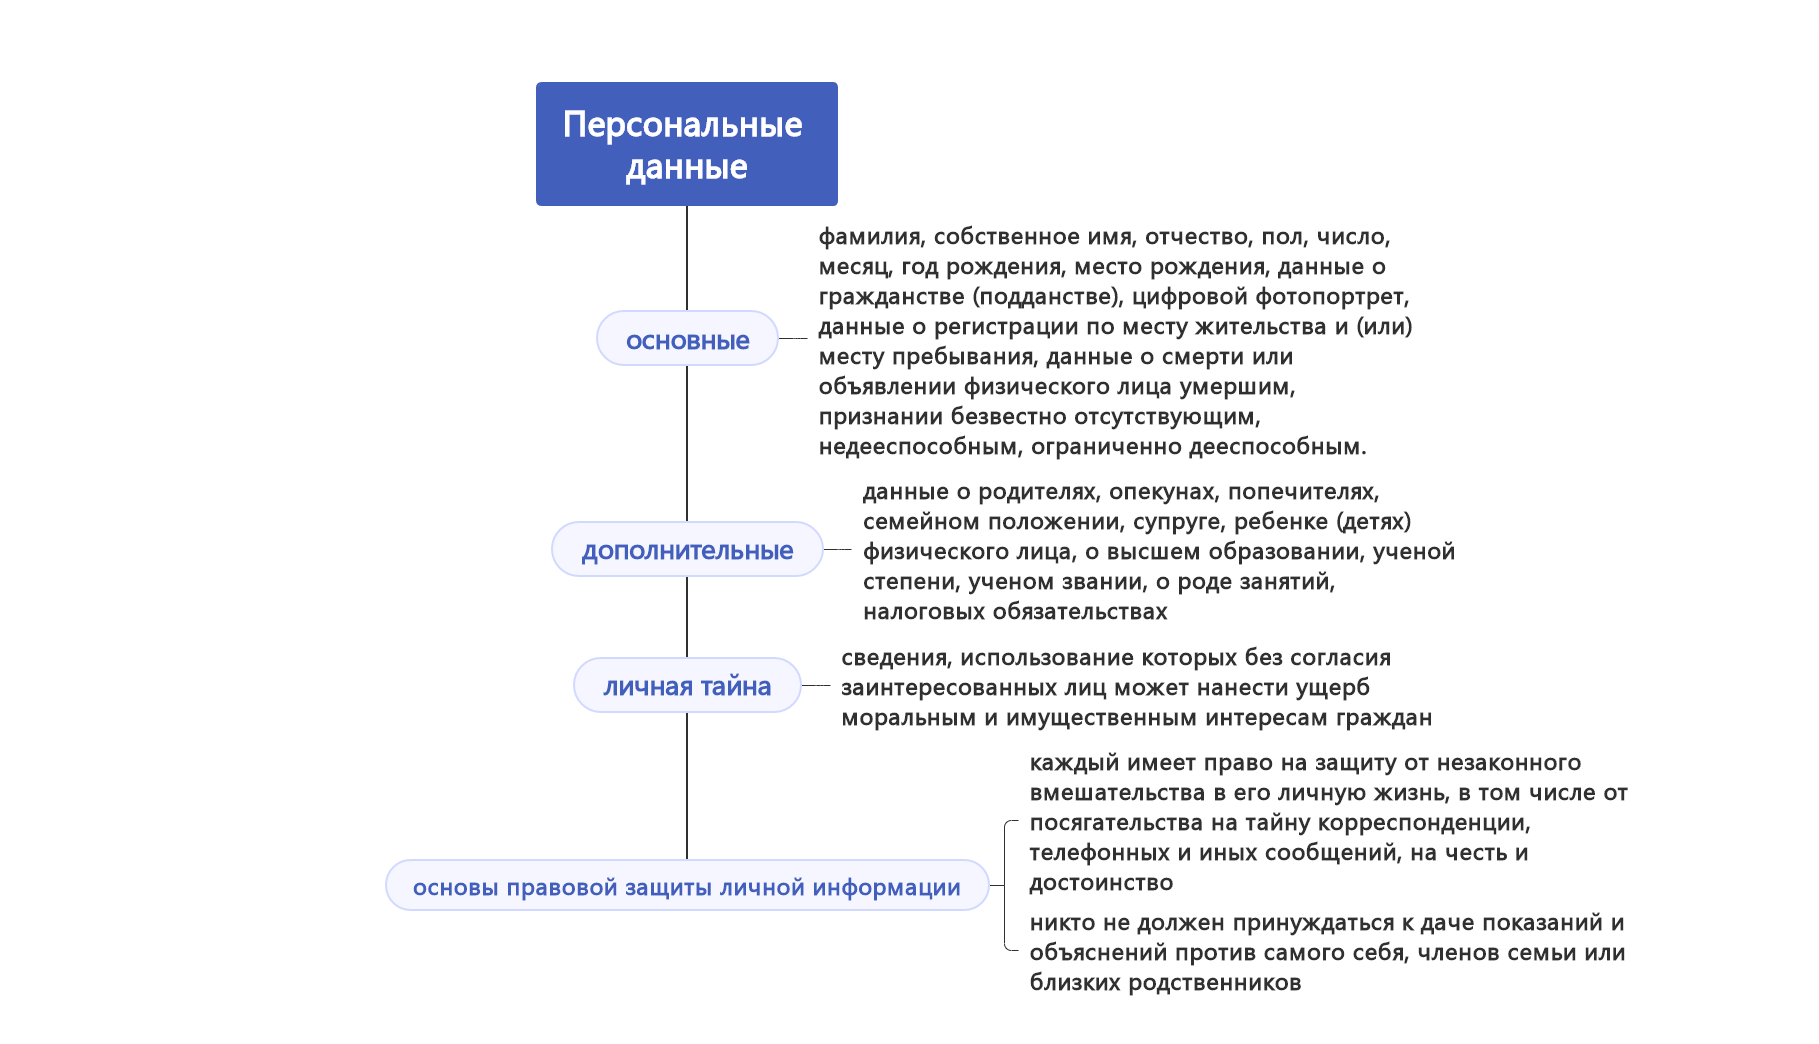 Персональные
данные
фамилия, собственное имя, отчество, пол, число,
месяц, год рождения, место рождения, данные о
гражданстве (подданстве), цифровой фотопортрет,
данные о регистрации по месту жительства и (или)
месту пребывания, данные о смерти или
объявлении физического лица умершим,
признании безвестно отсутствующим,
недееспособным, ограниченно дееспособным.
основные
данные о родителях, опекунах, попечителях,
семейном положении, супруге, ребенке (детях)
физического лица, о высшем образовании, ученой
степени, ученом звании, о роде занятий,
налоговых обязательствах
дополнительные
сведения, использование которых без согласия
заинтересованных лиц может нанести ущерб
моральным и имущественным интересам граждан
личная тайна
каждый имеет право на защиту от незаконного
вмешательства в его личную жизнь, в том числе от
посягательства на тайну корреспонденции,
телефонных и иных сообщений, на честь и
достоинство
основы правовой защиты личной информации
никто не должен принуждаться к даче показаний и
объяснений против самого себя, членов семьи или
близких родственников